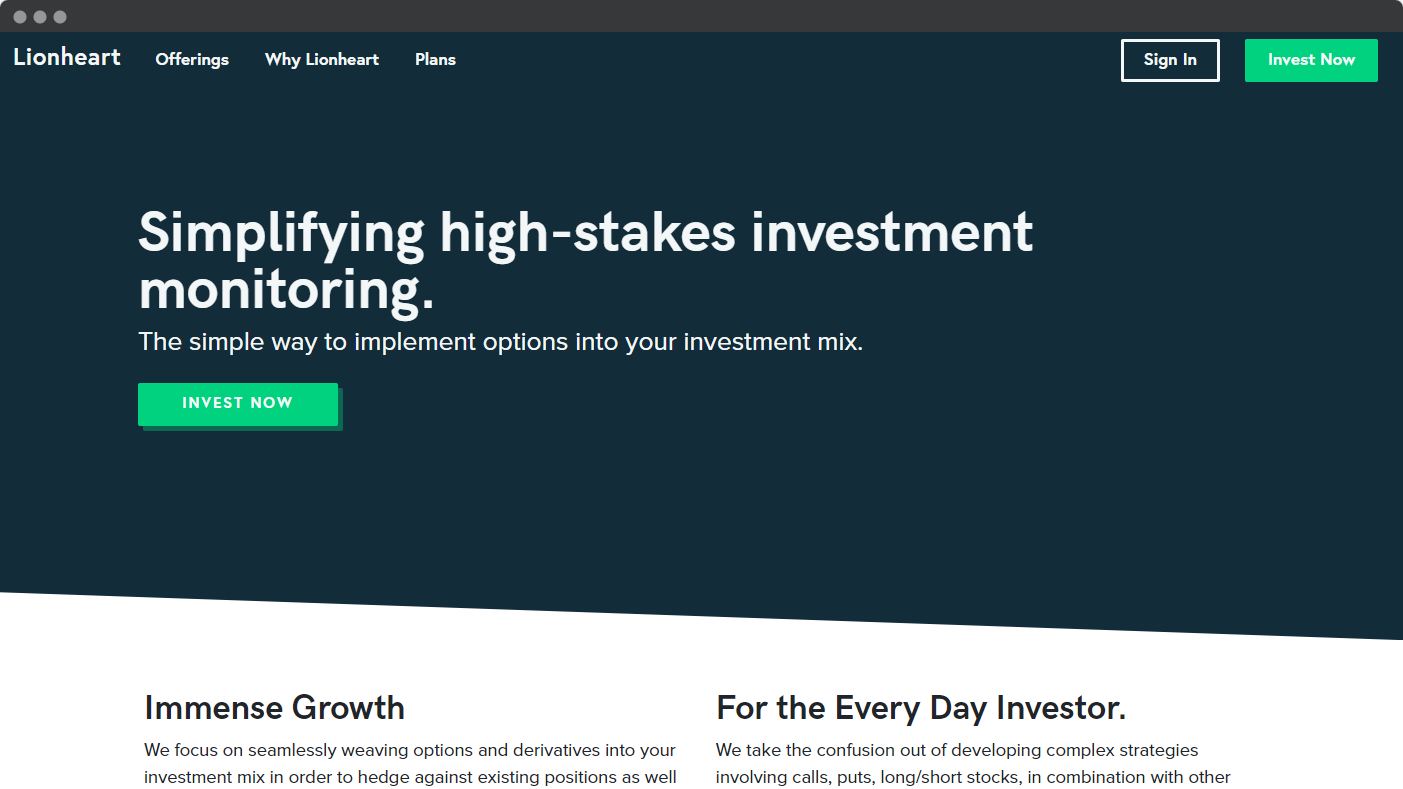 Lionheart Offerings Why Lionheart Plans Sign In Invest Now
Simplifying high-stakes investment
monitoring.
The simple way to implement options into your investment mix.
INVEST NOW
Immense Growth
We focus on seamlessly weaving options and derivatives into your
investment mix in order to hedge against existing positions as well
For the Every Day Investor.
We take the confusion out of developing complex strategies
involving calls, puts, long/short stocks, in combination with other